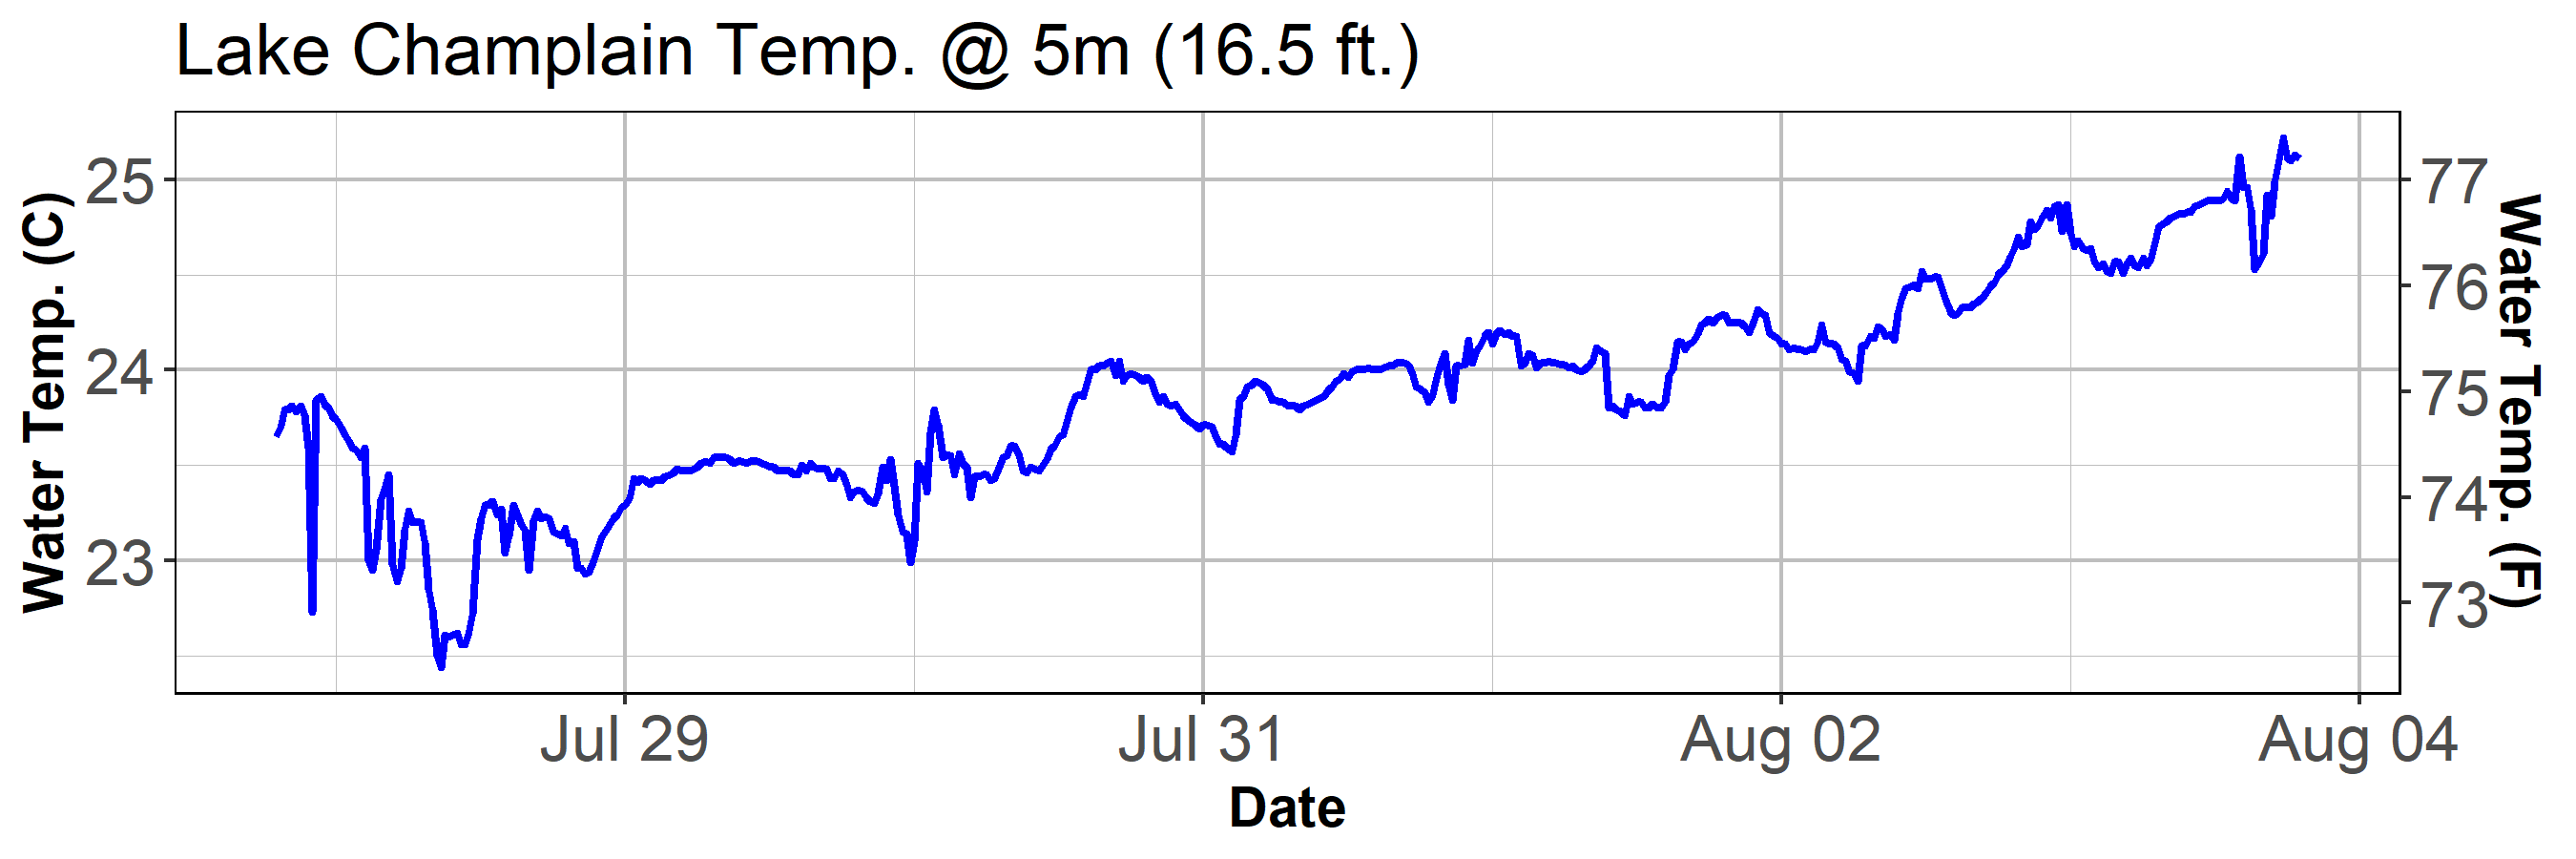 Lake Champlain Temp. @ 5m (16.5 ft.)
Water Temp. (C)
25
24
23
77
76
75
74
73
Water Temp. (F)
Jul 29
Jul 31
Aug 02
Aug 04
Date